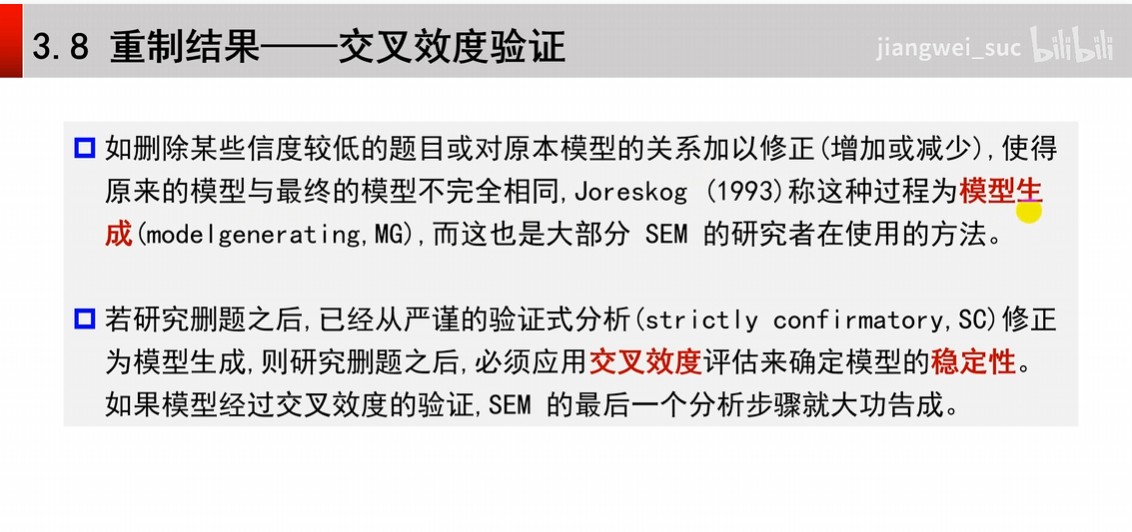 3.8 重制结果——交叉效度验证
jiangwei_suc bilibili
如删除某些信度较低的题目或对原本模型的关系加以修正(增加或减少),使得
原来的模型与最终的模型不完全相同,Joreskog (1993)称这种过程为模型生
成(modelgenerating,MG),而这也是大部分 SEM 的研究者在使用的方法。
若研究删题之后,已经从严谨的验证式分析(strictly confirmatory,SC)修正
为模型生成,则研究删题之后,必须应用交叉效度评估来确定模型的稳定性。
如果模型经过交叉效度的验证,SEM 的最后一个分析步骤就大功告成。